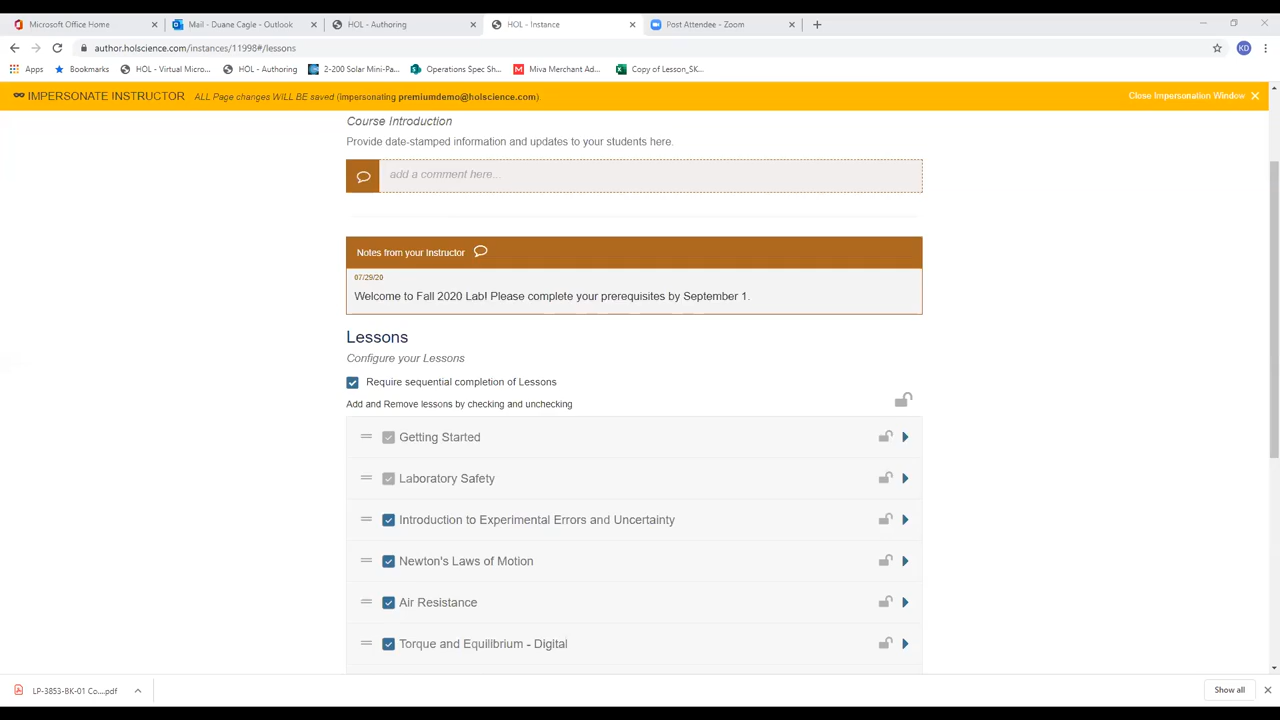 Microsoft Office Home
Mail - Duane Cagle - Outlook
HOL - Authoring
HOL - Instance
Post Attendee - Zoom
author.holscience.com/instances/11998#/lessons
KD
Apps
Bookmarks
HOL - Virtual Micro...
HOL - Authoring
2-200 Solar Mini-Pa...
Operations Spec Sh...
Miva Merchant Ad...
Copy of Lesson_SK...
IMPERSONATE INSTRUCTOR ALL Page changes WILL BE saved (impersonating premiumdemo@holscience.com).
Close Impersonation Window
Course Introduction
Provide date-stamped information and updates to your students here.
add a comment here...
Notes from your Instructor
07/29/20
Welcome to Fall 2020 Lab! Please complete your prerequisites by September 1.
Lessons
Configure your Lessons
Require sequential completion of Lessons
Add and Remove lessons by checking and unchecking
Getting Started
Laboratory Safety
Introduction to Experimental Errors and Uncertainty
Newton's Laws of Motion
Air Resistance
Torque and Equilibrium - Digital
LP-3853-BK-01 Co....pdf
Show all